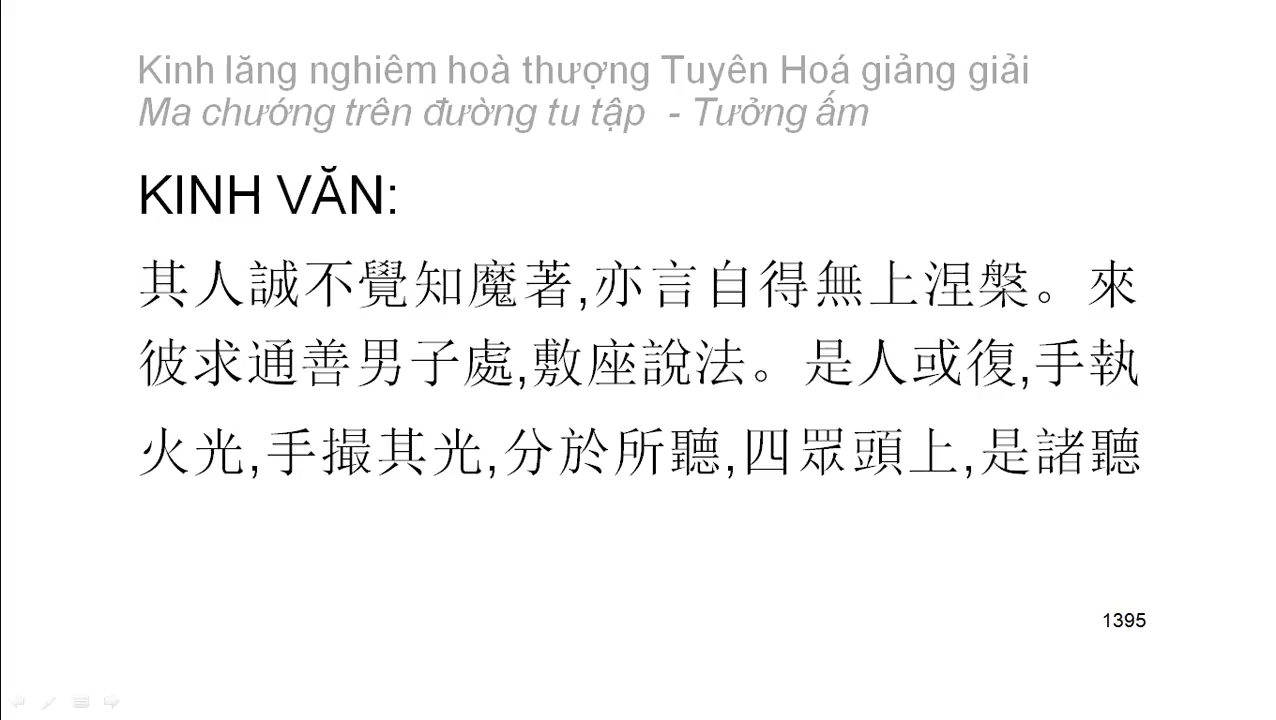 Kinh lăng nghiêm hoà thượng Tuyên Hoá giảng giải
Ma chướng trên đường tu tập - Tưởng ấm
KINH VĂN:
其人誠不覺知魔著,亦言自得無上涅槃。來
彼求通善男子處,敷座說法。是人或復,手執
火光,手撮其光,分於所聽,四眾頭上,是諸聽
1395